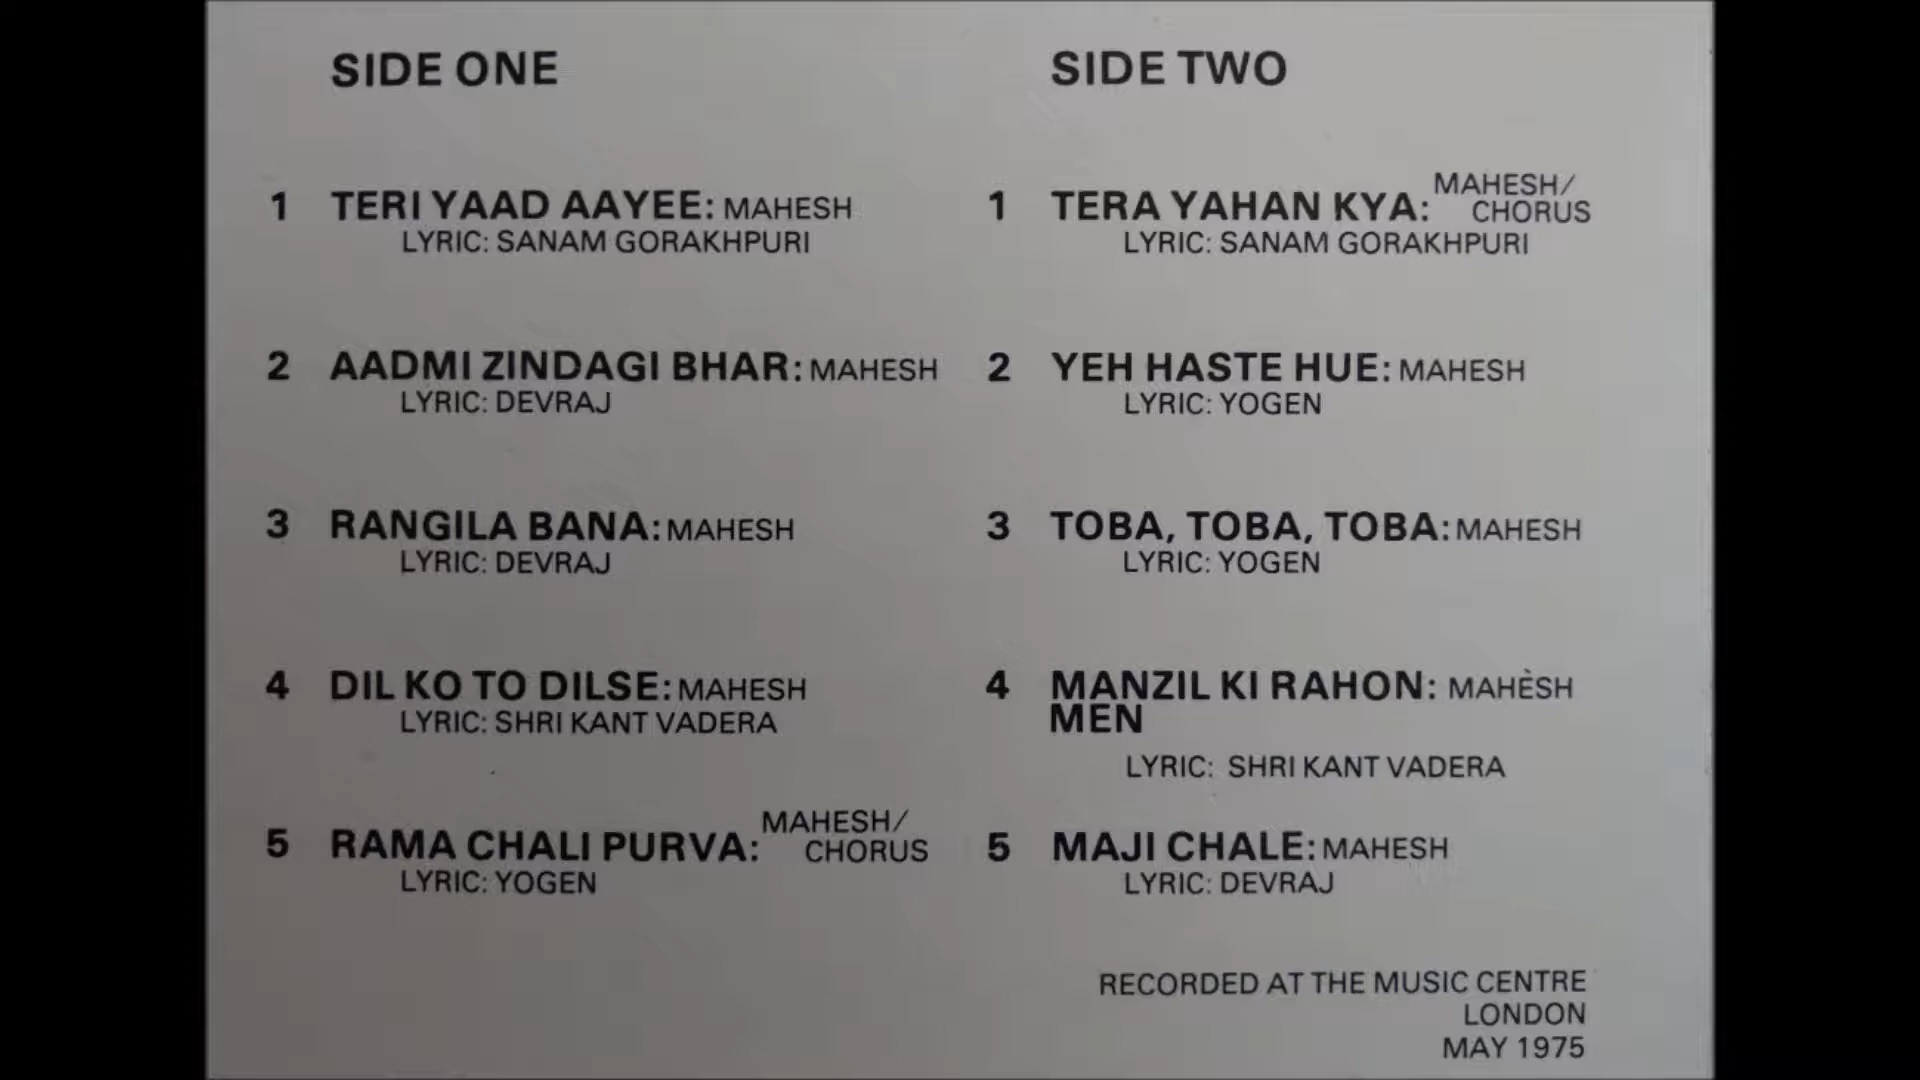 SIDE ONE
1 TERI YAAD AAYEE: MAHESH
LYRIC: SANAM GORAKHPURI
2 AADMI ZINDAGI BHAR: MAHESH
LYRIC: DEVRAJ
3 RANGILA BANA: MAHESH
LYRIC: DEVRAJ
4 DIL KO TO DILSE: MAHESH
LYRIC: SHRI KANT VADERA
5 RAMA CHALI PURVA: MAHESH/
CHORUS
LYRIC: YOGEN
SIDE TWO
1 TERA YAHAN KYA: MAHESH/
CHORUS
LYRIC: SANAM GORAKHPURI
2 YEH HASTE HUE: MAHESH
LYRIC: YOGEN
3 TOBA, TOBA, TOBA: MAHESH
LYRIC: YOGEN
4 MANZIL KI RAHON: MAHESH
MEN
LYRIC: SHRI KANT VADERA
5 MAJI CHALE: MAHESH
LYRIC: DEVRAJ
RECORDED AT THE MUSIC CENTRE
LONDON
MAY 1975